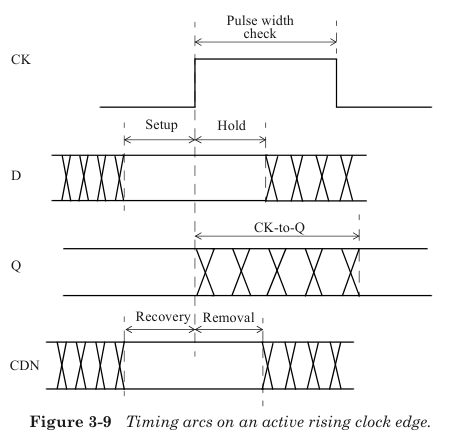 Pulse width
check
CK
Setup
Hold
D
CK-to-Q
Q
Recovery
Removal
CDN
Figure 3-9 Timing arcs on an active rising clock edge.